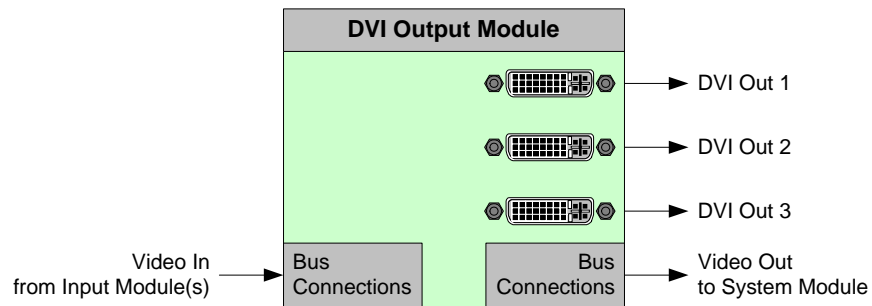 DVI Output Module
DVI Out 1
DVI Out 2
DVI Out 3
Video In
from Input Module(s)
Bus
Connections
Bus
Connections
Video Out
to System Module